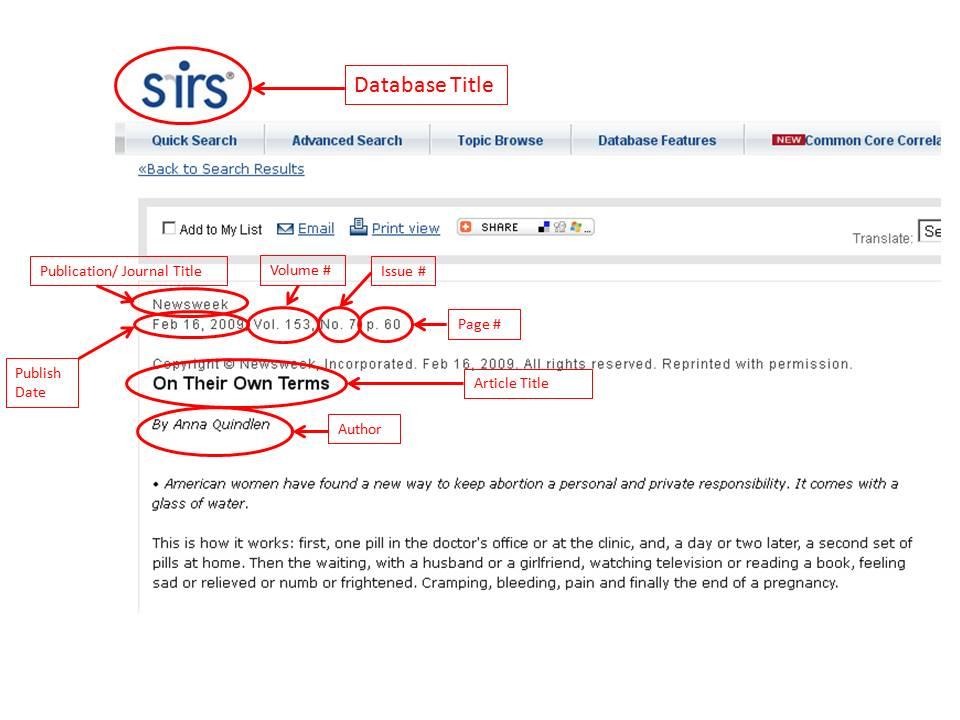 sirs®
Database Title
Quick Search Advanced Search Topic Browse Database Features NEW Common Core Correla
«Back to Search Results
Add to My List Email Print view SHARE ...
Translate: Se
Publication/ Journal Title Volume # Issue #
Newsweek
Feb 16, 2009, Vol. 153, No. 7, p. 60
Page #
Publish
Date
Copyright © Newsweek, Incorporated. Feb 16, 2009. All rights reserved. Reprinted with permission.
On Their Own Terms
Article Title
By Anna Quindlen
Author
• American women have found a new way to keep abortion a personal and private responsibility. It comes with a
glass of water.
This is how it works: first, one pill in the doctor's office or at the clinic, and, a day or two later, a second set of
pills at home. Then the waiting, with a husband or a girlfriend, watching television or reading a book, feeling
sad or relieved or numb or frightened. Cramping, bleeding, pain and finally the end of a pregnancy.